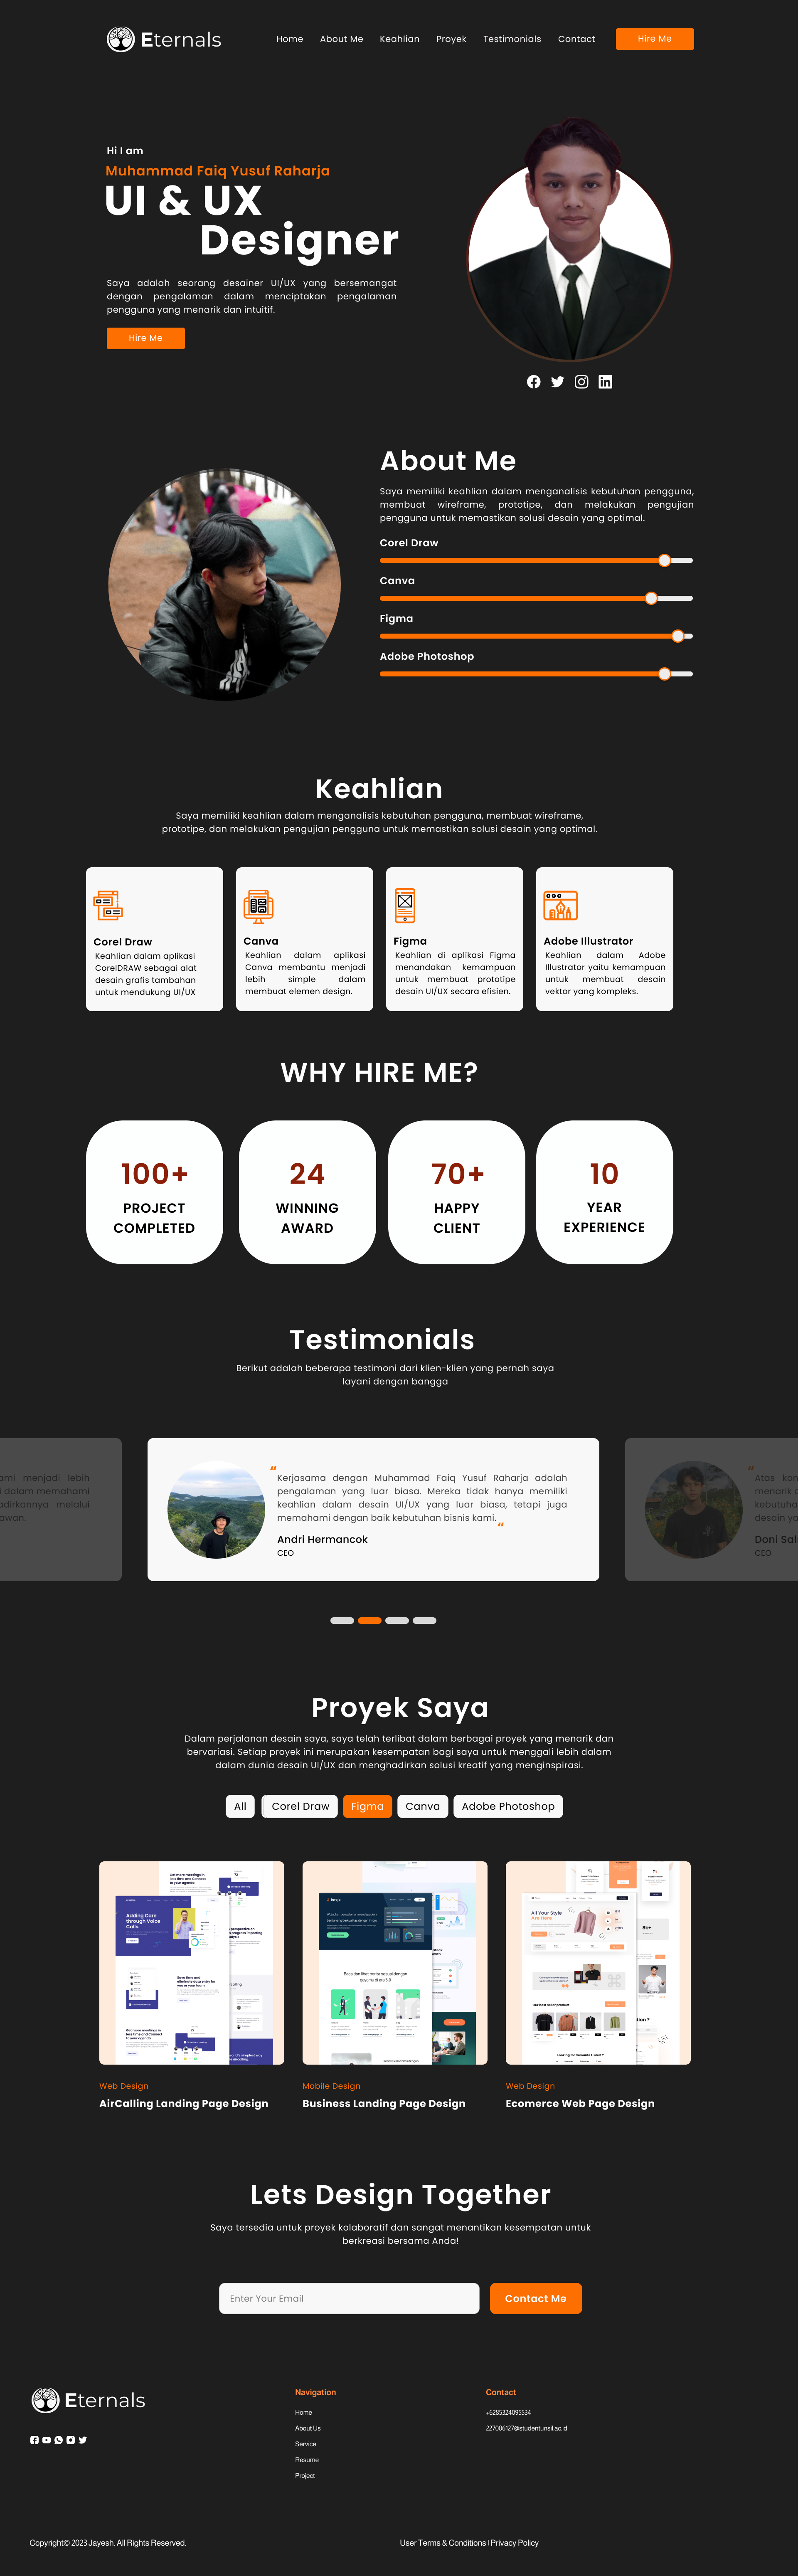 Eternals
Home About Me Keahlian Proyek Testimonials Contact Hire Me
Hi I am
Muhammad Faiq Yusuf Raharja
UI & UX
Designer
Saya adalah seorang desainer UI/UX yang bersemangat
dengan pengalaman dalam menciptakan pengalaman
pengguna yang menarik dan intuitif.
Hire Me
About Me
Saya memiliki keahlian dalam menganalisis kebutuhan pengguna,
membuat wireframe, prototipe, dan melakukan pengujian
pengguna untuk memastikan solusi desain yang optimal.
Corel Draw
Canva
Figma
Adobe Photoshop
Keahlian
Saya memiliki keahlian dalam menganalisis kebutuhan pengguna, membuat wireframe,
prototipe, dan melakukan pengujian pengguna untuk memastikan solusi desain yang optimal.
Corel Draw
Keahlian dalam aplikasi
CorelDRAW sebagai alat
desain grafis tambahan
untuk mendukung UI/UX
Canva
Keahlian dalam aplikasi
Canva membantu menjadi
lebih simple dalam
membuat elemen design.
Figma
Keahlian di aplikasi Figma
menandakan kemampuan
untuk membuat prototipe
desain UI/UX secara efisien.
Adobe Illustrator
Keahlian dalam Adobe
Illustrator yaitu kemampuan
untuk membuat desain
vektor yang kompleks.
WHY HIRE ME?
100+
PROJECT
COMPLETED
24
WINNING
AWARD
70+
HAPPY
CLIENT
10
YEAR
EXPERIENCE
Testimonials
Berikut adalah beberapa testimoni dari klien-klien yang pernah saya
layani dengan bangga
menjadi lebih
dalam memahami
melalui
“
Kerjasama dengan Muhammad Faiq Yusuf Raharja adalah
pengalaman yang luar biasa. Mereka tidak hanya memiliki
keahlian dalam desain UI/UX yang luar biasa, tetapi juga
memahami dengan baik kebutuhan bisnis kami. “
Andri Hermancok
CEO
“
Atas
menarik
desain
Doni
CEO
Proyek Saya
Dalam perjalanan desain saya, saya telah terlibat dalam berbagai proyek yang menarik dan
bervariasi. Setiap proyek ini merupakan kesempatan bagi saya untuk menggali lebih dalam
dalam dunia desain UI/UX dan menghadirkan solusi kreatif yang menginspirasi.
All Corel Draw Figma Canva Adobe Photoshop
Adding Care
through Voice
Calls.
All Your Style
Are Here
Our best seller product
Web Design
AirCalling Landing Page Design
Mobile Design
Business Landing Page Design
Web Design
Ecomerce Web Page Design
Lets Design Together
Saya tersedia untuk proyek kolaboratif dan sangat menantikan kesempatan untuk
berkreasi bersama Anda!
Enter Your Email
Contact Me
Eternals
Navigation
Home
About Us
Service
Resume
Project
Contact
+6285324095534
227006127@studentunsil.ac.id
Copyright© 2023 Jayesh. All Rights Reserved.
User Terms & Conditions | Privacy Policy